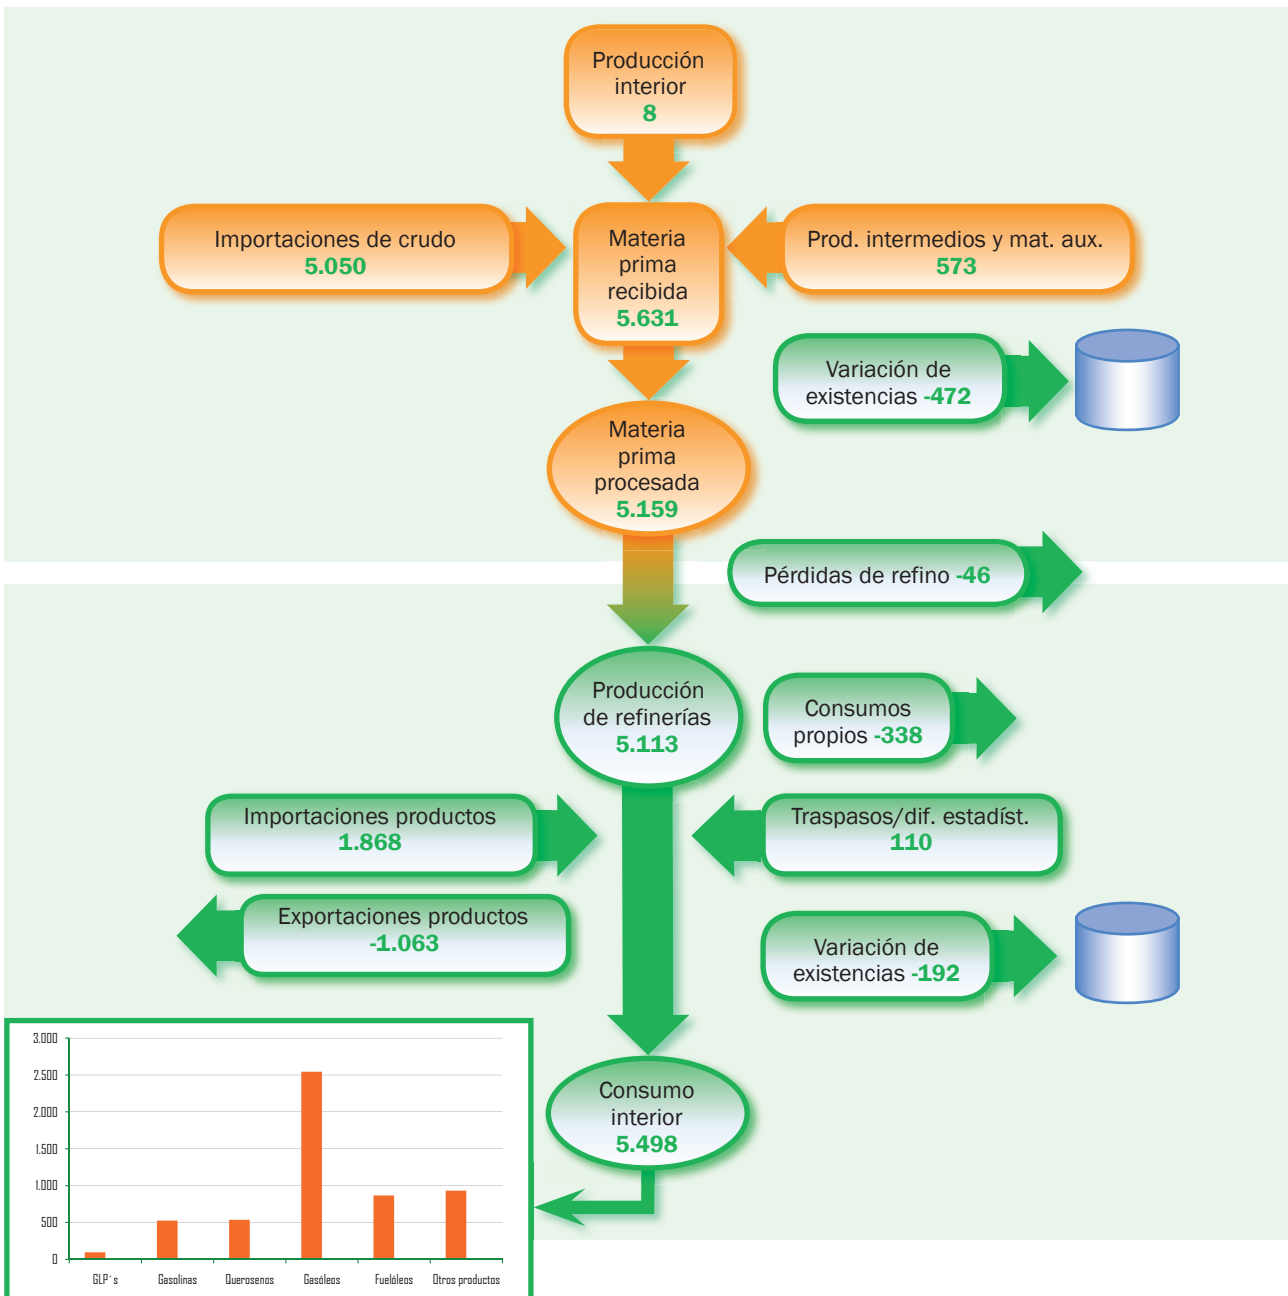 Producción
interior
8
Importaciones de crudo
5.050
Materia
prima
recibida
5.631
Prod. intermedios y mat. aux.
573
Variación de
existencias -472
Materia
prima
procesada
5.159
Pérdidas de refino -46
Producción
de refinerías
5.113
Consumos
propios -338
Importaciones productos
1.868
Traspasos/dif. estadíst.
110
Exportaciones productos
-1.063
Variación de
existencias -192
Consumo
interior
5.498
3.000
2.500
2.000
1.500
1.000
500
0
GLP´s Gasolinas Querosenos Gasóleos Fuelóleos Otros productos